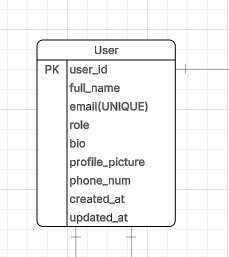 User
PK user_id
full_name
email(UNIQUE)
role
bio
profile_picture
phone_num
created_at
updated_at